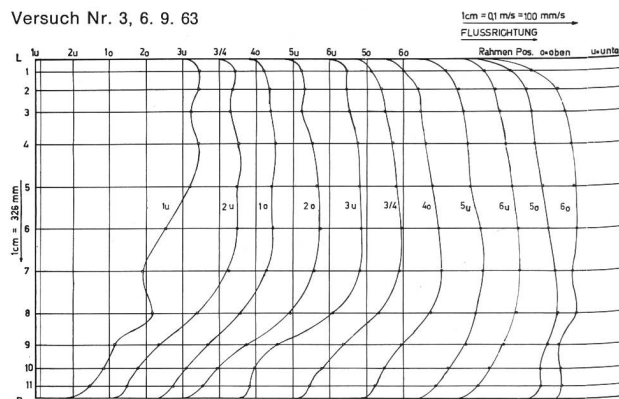 Versuch Nr. 3, 6. 9. 63
1cm = 0,1 m/s = 100 mm/s
FLUSSRICHTUNG
Rahmen Pos. o=oben u=unte
L 1u 2u 1o 2o 3u 3/4 4o 5u 5o 6o
1
2
3
4
5
6
7
8
9
10
11
1cm = 326 mm
1u 2u 1o 2o 3u 3/4 4o 5u 6u 5o 6o